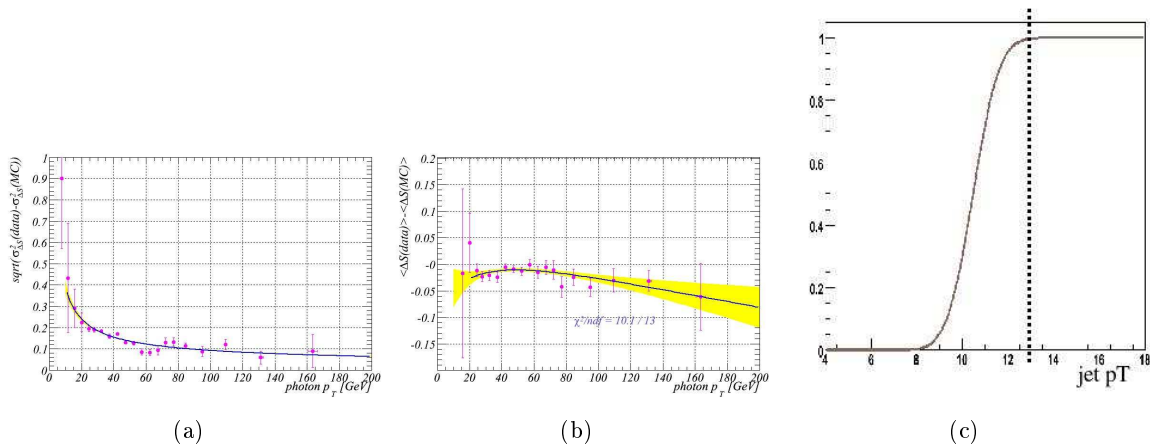 sqrt(σ²ΔS(data)-σ²ΔS(MC))
1
0.9
0.8
0.7
0.6
0.5
0.4
0.3
0.2
0.1
0
0 20 40 60 80 100 120 140 160 180 200
photon pT [GeV]
(a)
<ΔS(data)>-<ΔS(MC)>
0.2
0.15
0.1
0.05
-0
-0.05
-0.1
-0.15
χ²/ndf = 10.1 / 13
0 20 40 60 80 100 120 140 160 180 200
photon pT [GeV]
(b)
1
0.8
0.6
0.4
0.2
0
4 6 8 10 12 14 16 18
jet pT
(c)